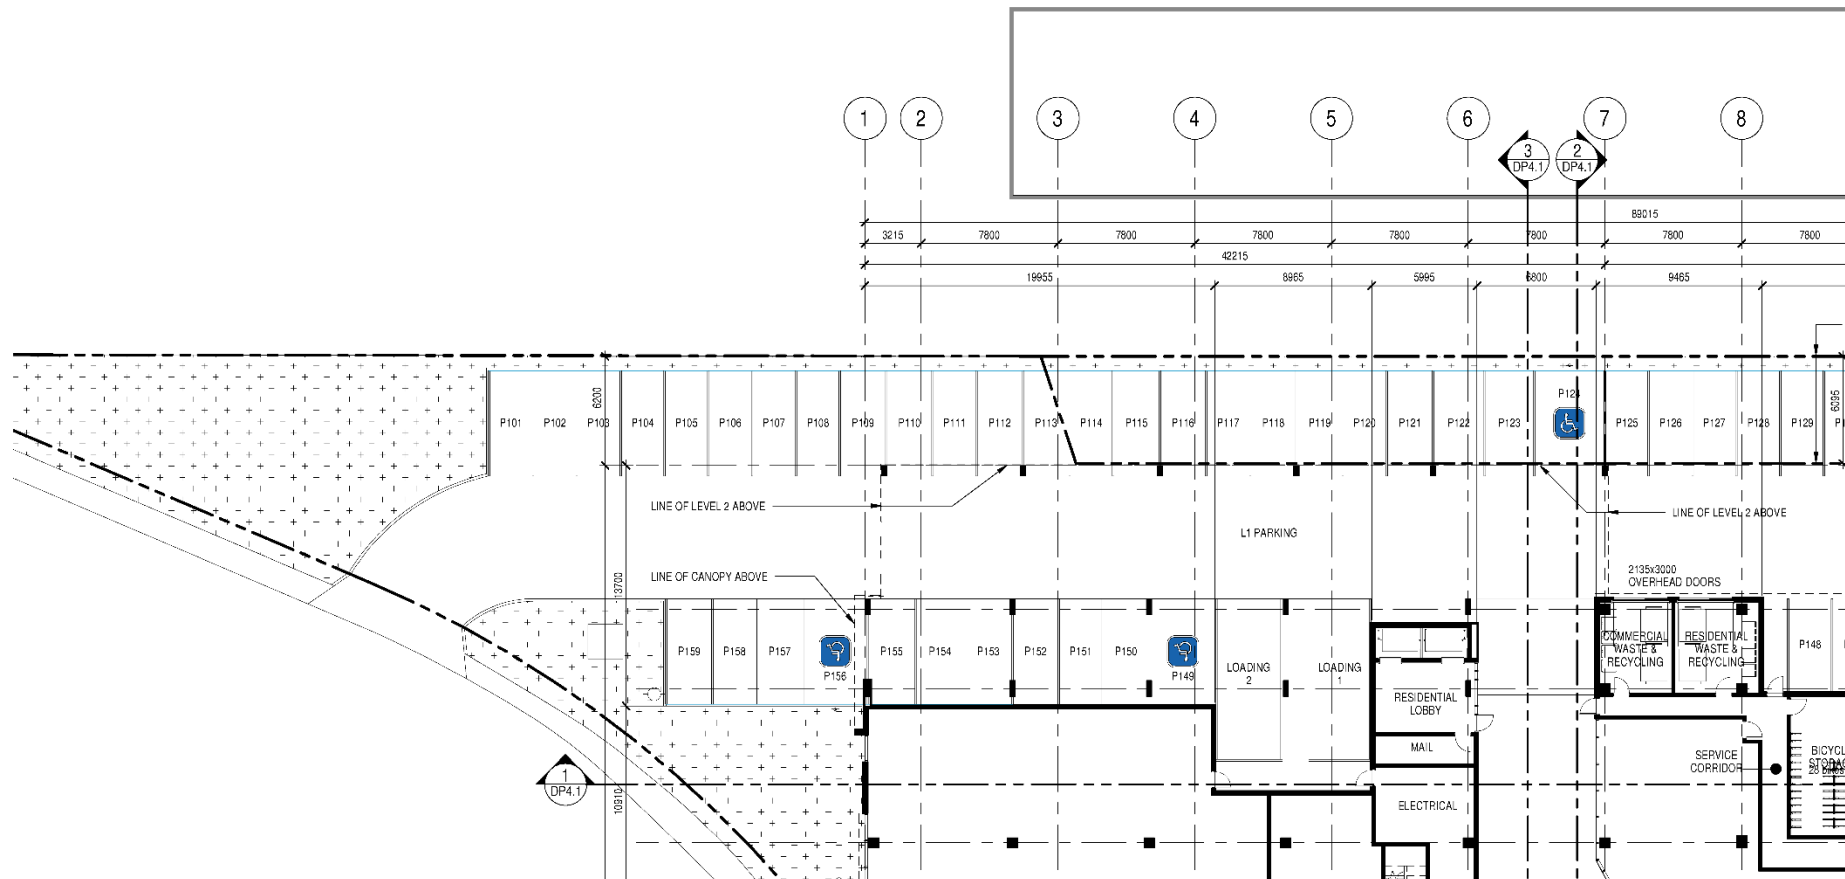 1 2 3 4 5 6 7 8
3 2
DP4.1 DP4.1
89015
3215 7800 7800 7800 7800 7800 7800 7800
42215
19955 8965 5995 6800 9465
P124
6200
6095
P101 P102 P103 P104 P105 P106 P107 P108 P109 P110 P111 P112 P113 P114 P115 P116 P117 P118 P119 P120 P121 P122 P123 P125 P126 P127 P128 P129
LINE OF LEVEL 2 ABOVE
LINE OF LEVEL 2 ABOVE
L1 PARKING
13700
LINE OF CANOPY ABOVE
2135x3000
OVERHEAD DOORS
COMMERCIAL
WASTE &
RECYCLING
RESIDENTIAL
WASTE &
RECYCLING
P159 P158 P157 P155 P154 P153 P152 P151 P150 P148
P156 P149
LOADING
2
LOADING
1
RESIDENTIAL
LOBBY
MAIL
SERVICE
CORRIDOR
1
DP4.1
10910
ELECTRICAL